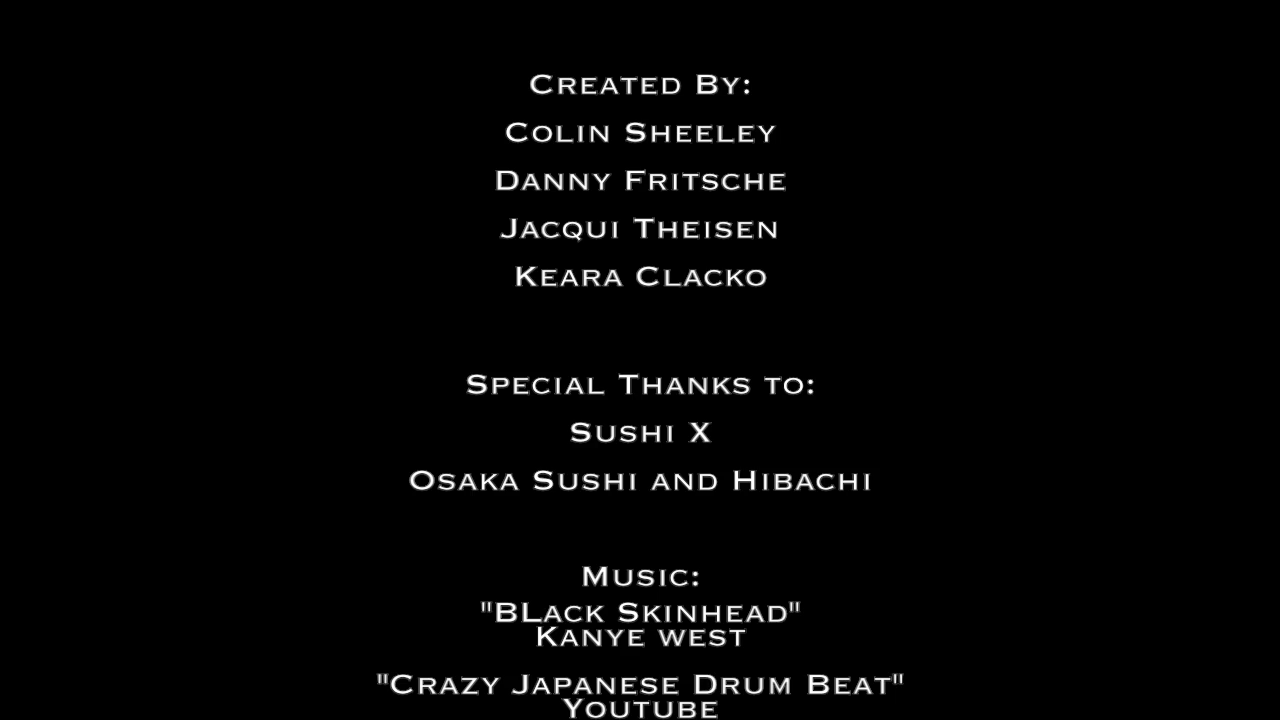 Created By:
Colin Sheeley
Danny Fritsche
Jacqui Theisen
Keara Clacko
Special Thanks to:
Sushi X
Osaka Sushi and Hibachi
Music:
"BLack Skinhead"
Kanye west
"Crazy Japanese Drum Beat"
Youtube